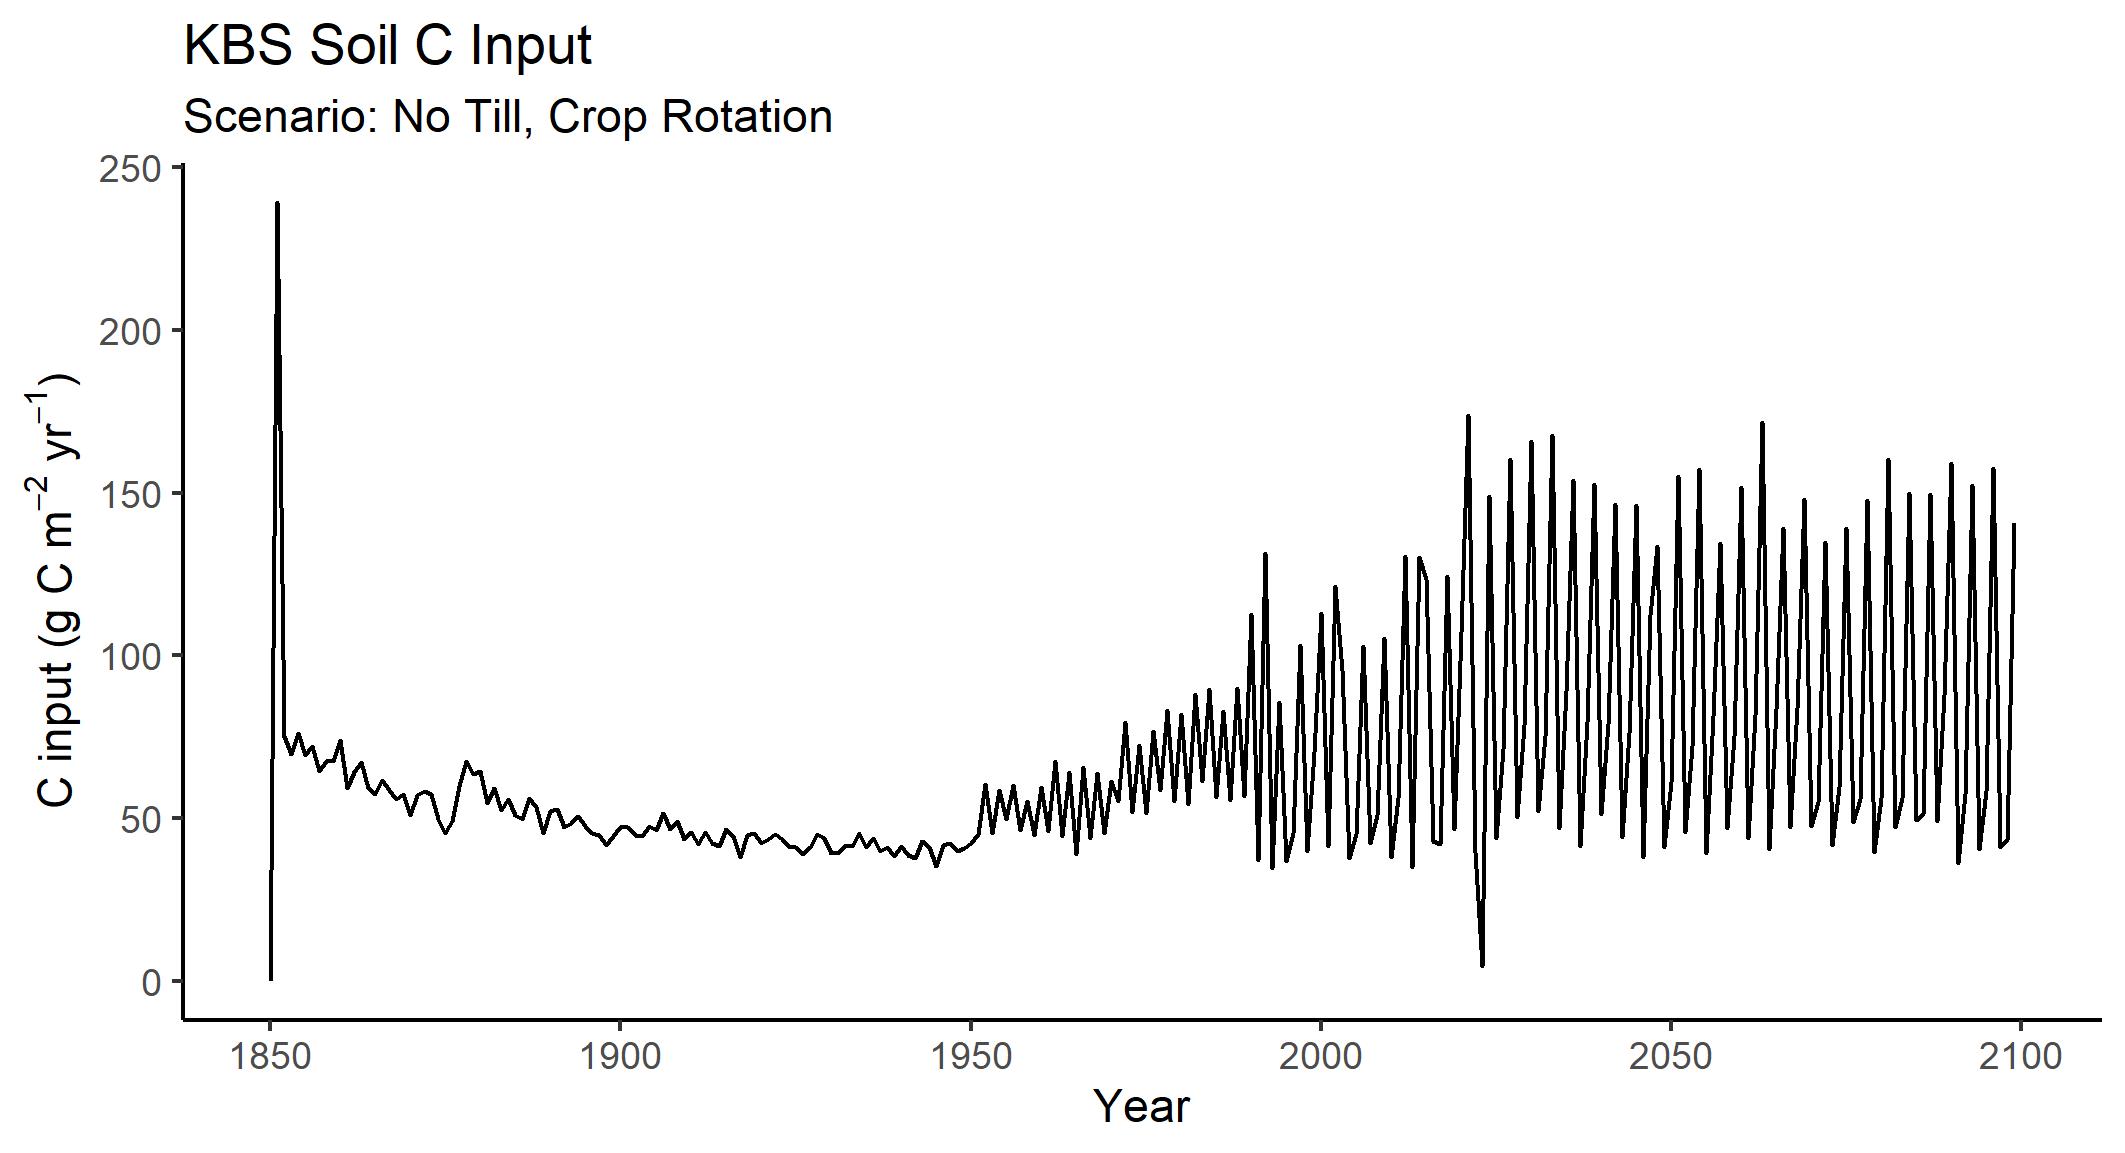 KBS Soil C Input
Scenario: No Till, Crop Rotation
250
200
150
100
50
0
C input (g C m⁻² yr⁻¹)
1850 1900 1950 2000 2050 2100
Year